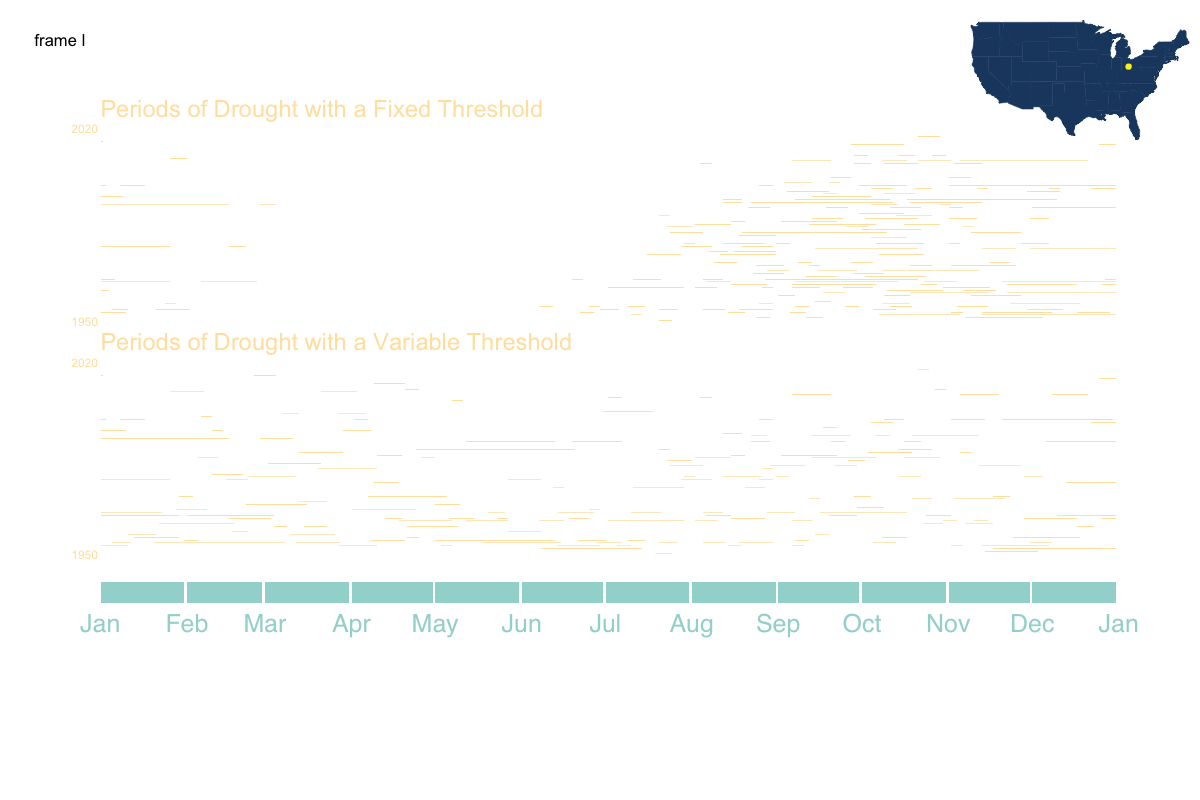 frame I
Periods of Drought with a Fixed Threshold
2020
1950
Periods of Drought with a Variable Threshold
2020
1950
Jan Feb Mar Apr May Jun Jul Aug Sep Oct Nov Dec Jan